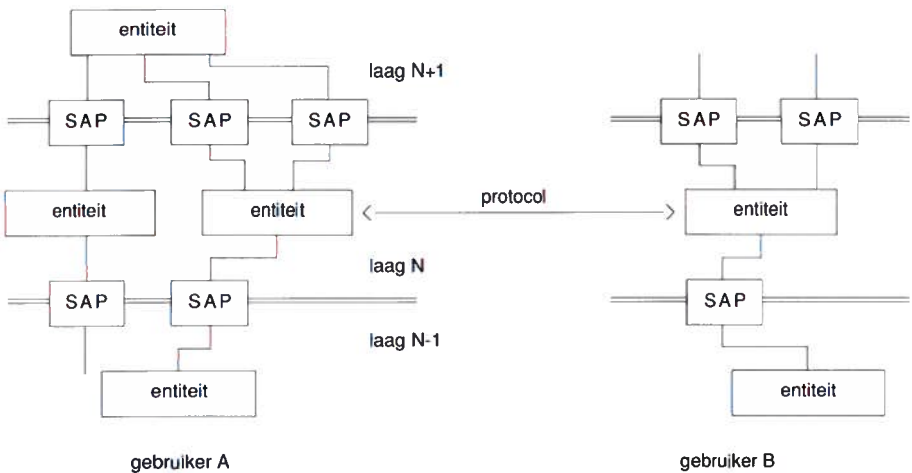 entiteit
laag N+1
SAP SAP SAP SAP SAP
entiteit entiteit protocol entiteit
laag N
SAP SAP SAP
laag N-1
entiteit entiteit
gebruiker A gebruiker B